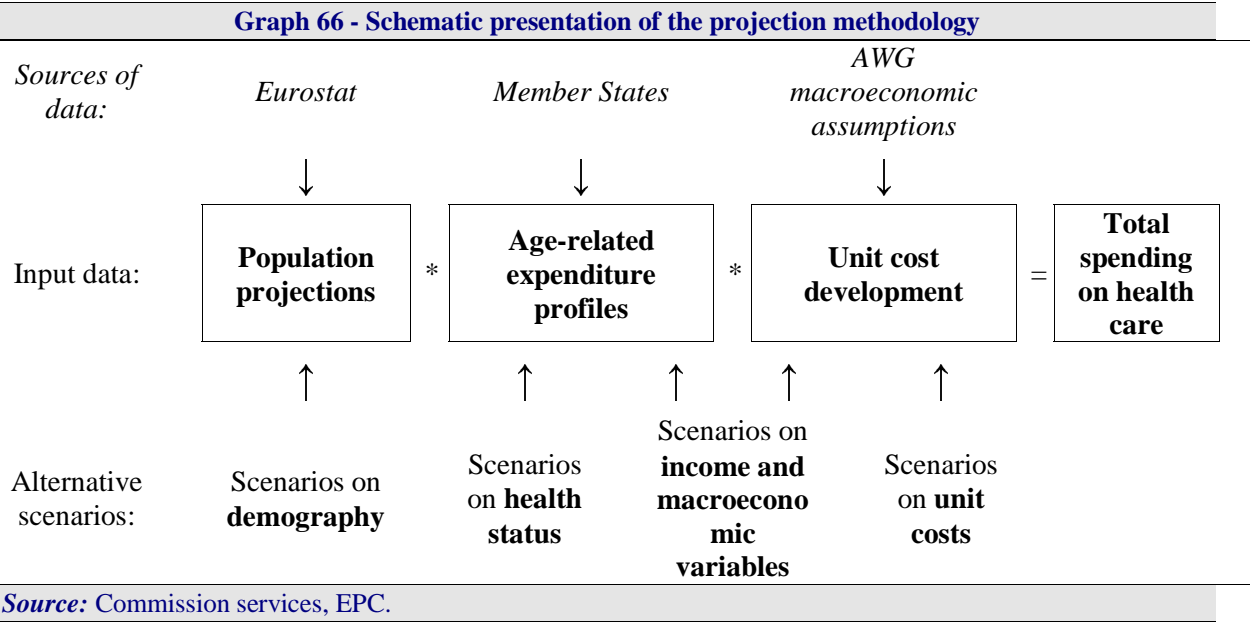 Graph 66 - Schematic presentation of the projection methodology
Sources of
data:
Eurostat
Member States
AWG
macroeconomic
assumptions
↓ ↓ ↓
Input data:
Population
projections
*
Age-related
expenditure
profiles
*
Unit cost
development
=
Total
spending
on health
care
↑ ↑ ↑ ↑ ↑
Alternative
scenarios:
Scenarios on
demography
Scenarios
on health
status
Scenarios on
income and
macroecono
mic
variables
Scenarios
on unit
costs
Source: Commission services, EPC.